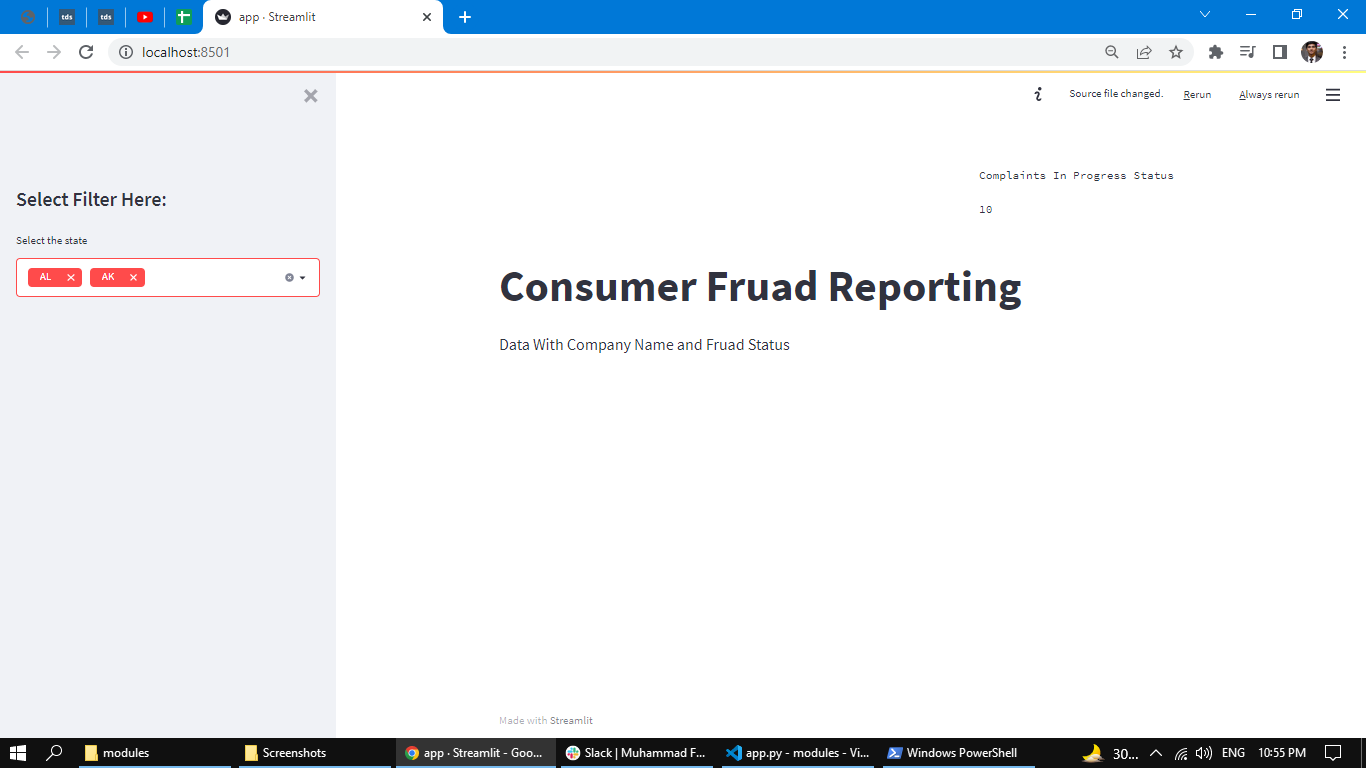 tds
tds
app · Streamlit
localhost:8501
Source file changed. Rerun Always rerun
Complaints In Progress Status
10
Select Filter Here:
Select the state
AL AK
Consumer Fruad Reporting
Data With Company Name and Fruad Status
Made with Streamlit
modules Screenshots app · Streamlit - Goo... Slack | Muhammad F... app.py - modules - Vi... Windows PowerShell 30... ENG 10:55 PM